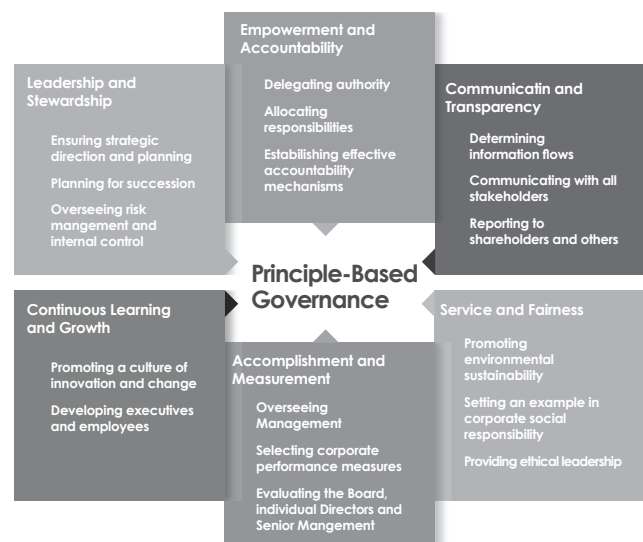 Empowerment and
Accountability
Delegating authority
Allocating
responsibilities
Estabilishing effective
accountability
mechanisms
Leadership and
Stewardship
Ensuring strategic
direction and planning
Planning for succession
Overseeing risk
mangement and
internal control
Communicatin and
Transparency
Determining
information flows
Communicating with all
stakeholders
Reporting to
shareholders and others
Principle-Based
Governance
Continuous Learning
and Growth
Promoting a culture of
innovation and change
Developing executives
and employees
Accomplishment and
Measurement
Overseeing
Management
Selecting corporate
performance measures
Evaluating the Board,
individual Directors and
Senior Mangement
Service and Fairness
Promoting
environmental
sustainability
Setting an example in
corporate social
responsibility
Providing ethical leadership